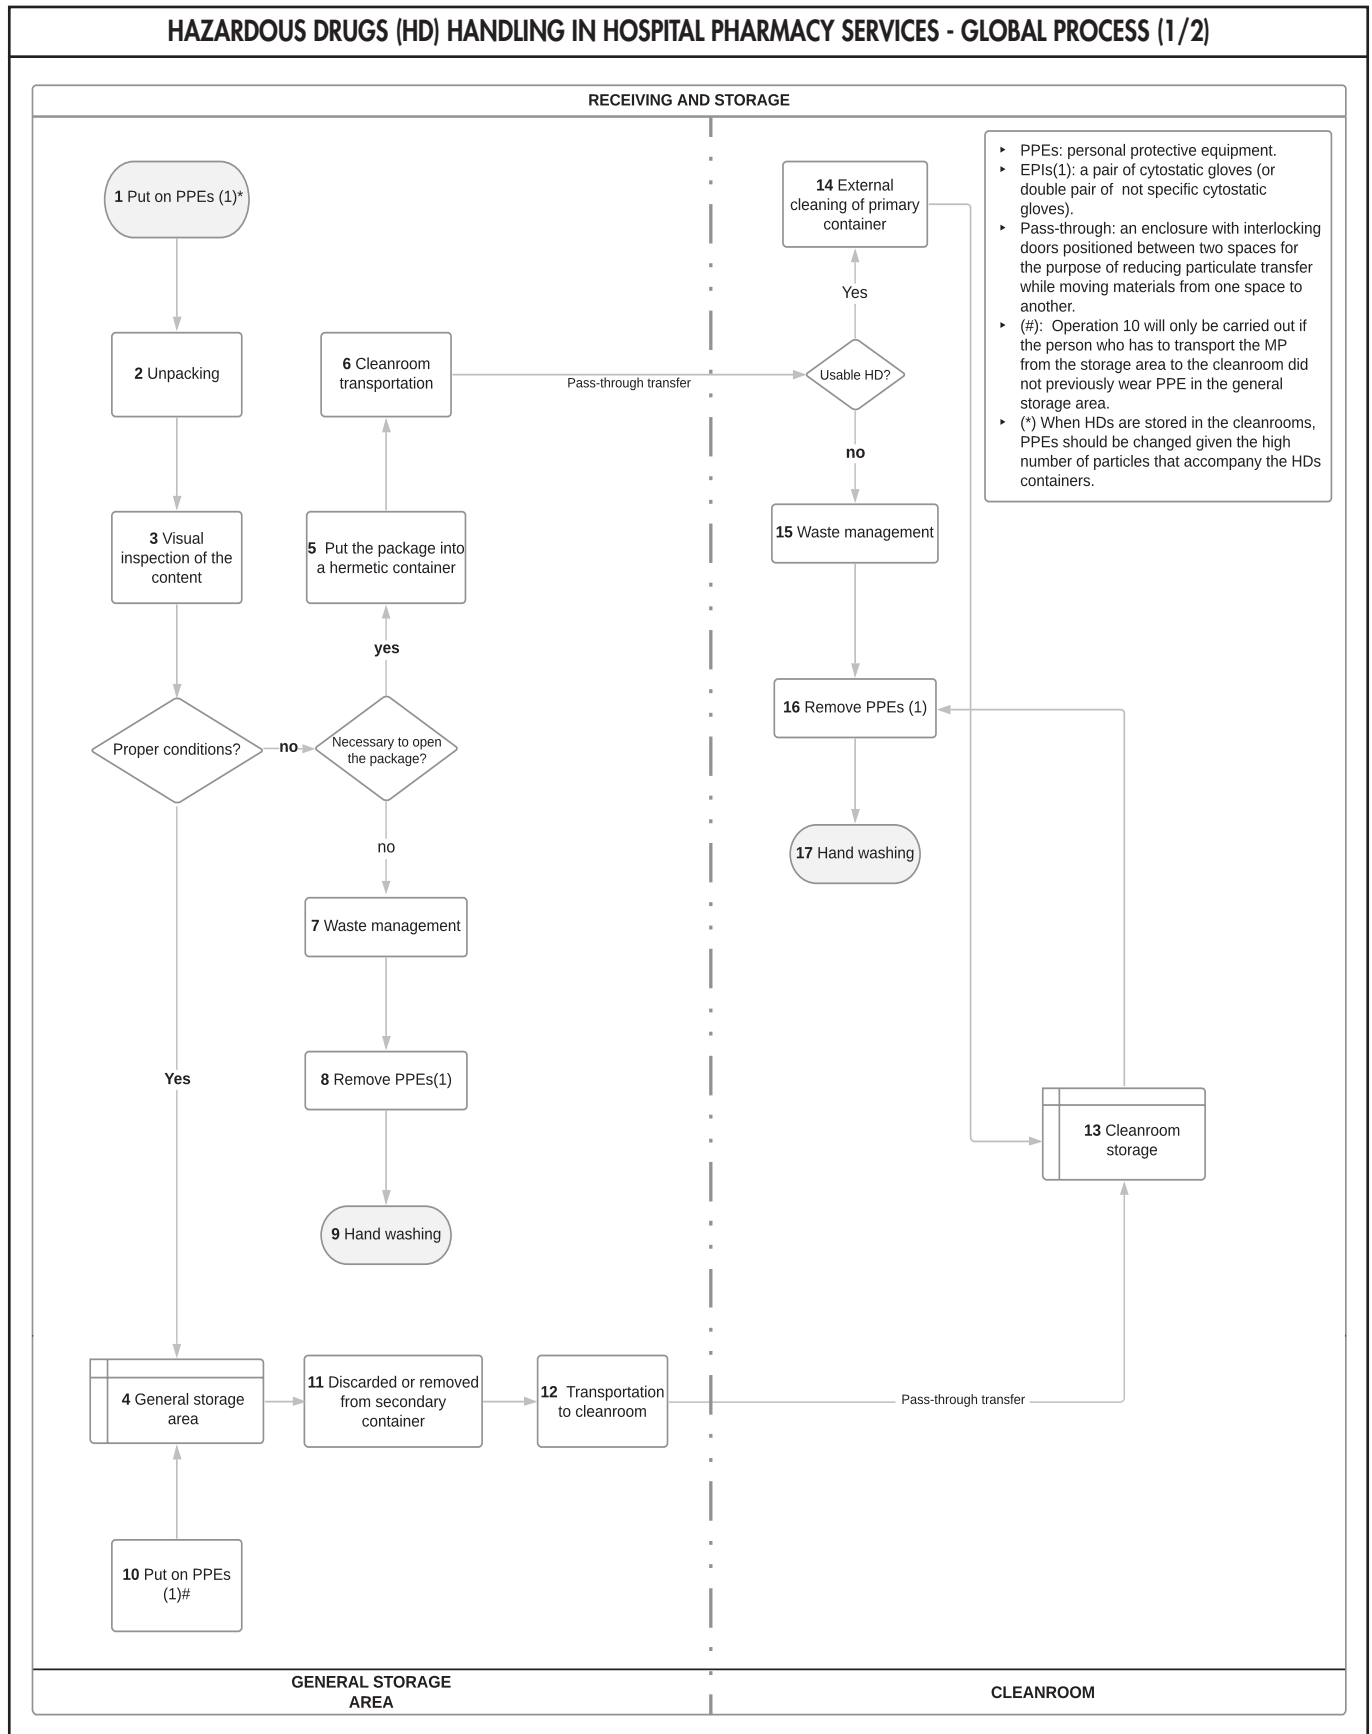 HAZARDOUS DRUGS (HD) HANDLING IN HOSPITAL PHARMACY SERVICES - GLOBAL PROCESS (1/2)
RECEIVING AND STORAGE
1 Put on PPEs (1)*
2 Unpacking
3 Visual
inspection of the
content
Proper conditions?
no
Yes
6 Cleanroom
transportation
Pass-through transfer
5 Put the package into
a hermetic container
yes
Necessary to open
the package?
no
7 Waste management
8 Remove PPEs(1)
9 Hand washing
4 General storage
area
11 Discarded or removed
from secondary
container
12 Transportation
to cleanroom
Pass-through transfer
10 Put on PPEs
(1)#
14 External
cleaning of primary
container
Yes
Usable HD?
no
15 Waste management
16 Remove PPEs (1)
17 Hand washing
13 Cleanroom
storage
‣ PPEs: personal protective equipment.
‣ EPIs(1): a pair of cytostatic gloves (or
double pair of not specific cytostatic
gloves).
‣ Pass-through: an enclosure with interlocking
doors positioned between two spaces for
the purpose of reducing particulate transfer
while moving materials from one space to
another.
‣ (#): Operation 10 will only be carried out if
the person who has to transport the MP
from the storage area to the cleanroom did
not previously wear PPE in the general
storage area.
‣ (*) When HDs are stored in the cleanrooms,
PPEs should be changed given the high
number of particles that accompany the HDs
containers.
GENERAL STORAGE
AREA
CLEANROOM